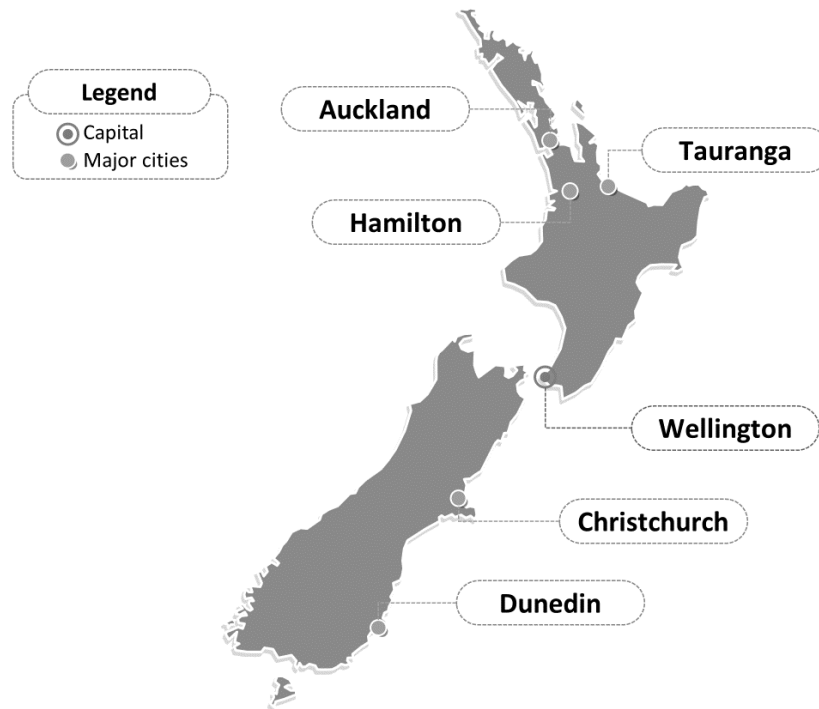 Legend
Capital
Major cities
Auckland
Tauranga
Hamilton
Wellington
Christchurch
Dunedin